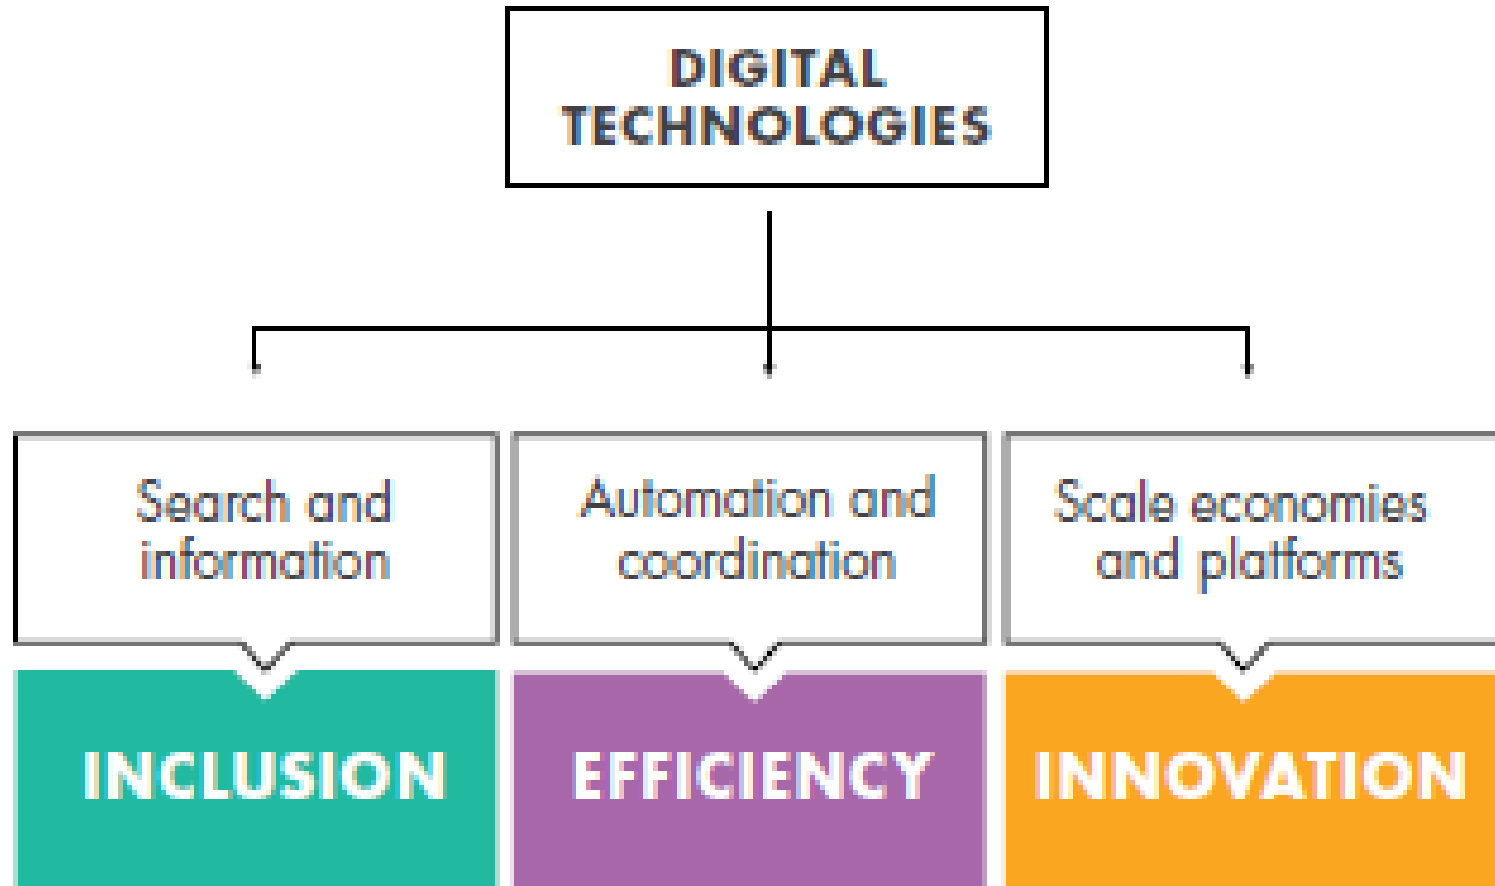 DIGITAL
TECHNOLOGIES
Search and
information
Automation and
coordination
Scale economies
and platforms
INCLUSION
EFFICIENCY
INNOVATION